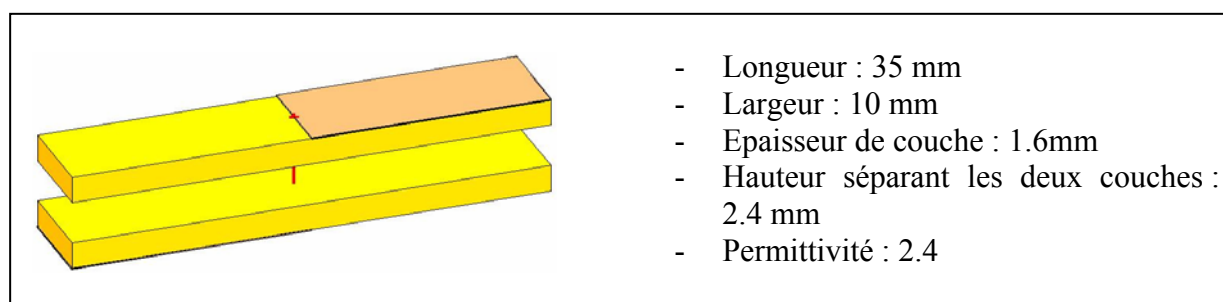 - Longueur : 35 mm
- Largeur : 10 mm
- Epaisseur de couche : 1.6mm
- Hauteur séparant les deux couches :
2.4 mm
- Permittivité : 2.4